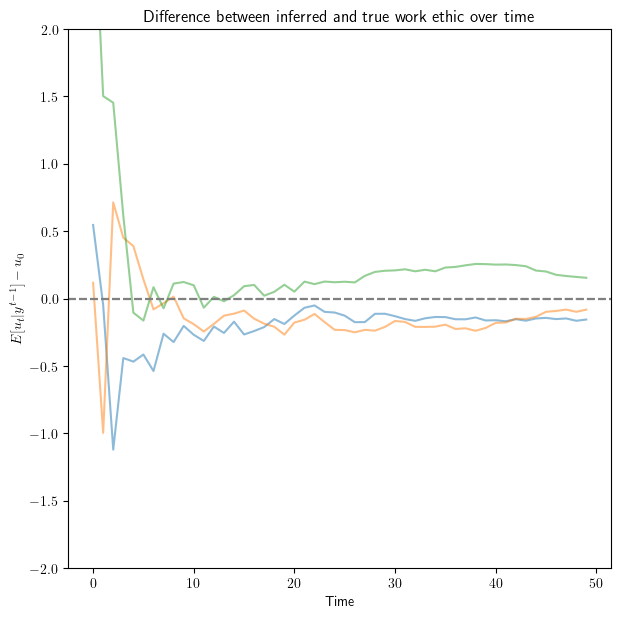 Difference between inferred and true work ethic over time
2.0
1.5
1.0
0.5
0.0
−0.5
−1.0
−1.5
−2.0
E[u_t|y^{t−1}] − u_0
0 10 20 30 40 50
Time